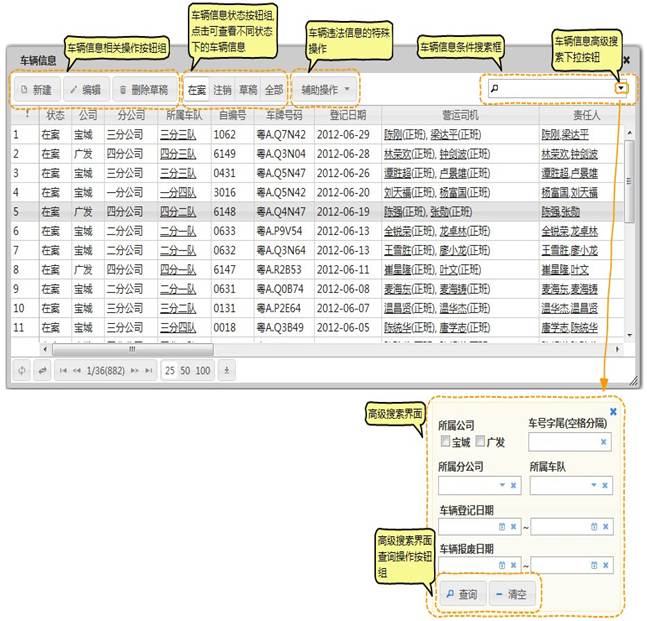 车辆信息相关操作按钮组
车辆信息状态按钮组,
点击可查看不同状态
下的车辆信息
车辆违法信息的特殊
操作
车辆信息条件搜索框
车辆信息高级搜
索下拉按钮
车辆信息
新建 编辑 删除草稿 在案 注销 草稿 全部 辅助操作
状态 公司 分公司 所属车队 自编号 车牌号码 登记日期 营运司机 责任人
1 在案 宝城 三分公司 三分三队 1062 粤A.Q7N42 2012-06-29 陈刚(正班), 梁达平(正班) 陈刚,梁达平
2 在案 广发 四分公司 四分三队 6149 粤A.Q3N04 2012-06-28 林荣欢(正班), 钟剑波(正班) 林荣欢,钟剑波
3 在案 宝城 三分公司 三分三队 0431 粤A.Q5N47 2012-06-26 谭胜超(正班), 卢景雄(正班) 谭胜超,卢景雄
4 在案 宝城 一分公司 一分四队 3016 粤A.Q5N42 2012-06-20 刘天福(正班), 杨富国(正班) 杨富国,刘天福
5 在案 广发 四分公司 四分二队 6148 粤A.Q4N47 2012-06-19 陈强(正班), 张勋(正班) 陈强,张勋
6 在案 宝城 二分公司 二分一队 0633 粤A.P9V54 2012-06-13 全锐荣(正班), 龙卓林(正班) 全锐荣,龙卓林
7 在案 宝城 二分公司 二分一队 0632 粤A.Q3N64 2012-06-13 王雪胜(正班), 廖小龙(正班) 王雪胜,廖小龙
8 在案 广发 四分公司 四分一队 6147 粤A.R2B53 2012-06-11 崔星隆(正班), 叶文(正班) 崔星隆,叶文
9 在案 宝城 二分公司 二分一队 0631 粤A.Q0B74 2012-06-08 麦海东(正班), 麦海铸(正班) 麦海东,麦海铸
10 在案 宝城 三分公司 三分二队 0131 粤A.P2E64 2012-06-07 温昌贤(正班), 温华杰(正班) 温华杰,温昌贤
11 在案 宝城 三分公司 三分四队 0018 粤A.Q3B49 2012-06-05 陈统华(正班), 唐学志(正班) 唐学志,陈统华
1/36(882) 25 50 100
高级搜素界面
所属公司 车号字尾(空格分隔)
宝城 广发
所属分公司 所属车队
车辆登记日期
~
车辆报废日期
~
高级搜素界面
查询操作按钮
组
查询 清空